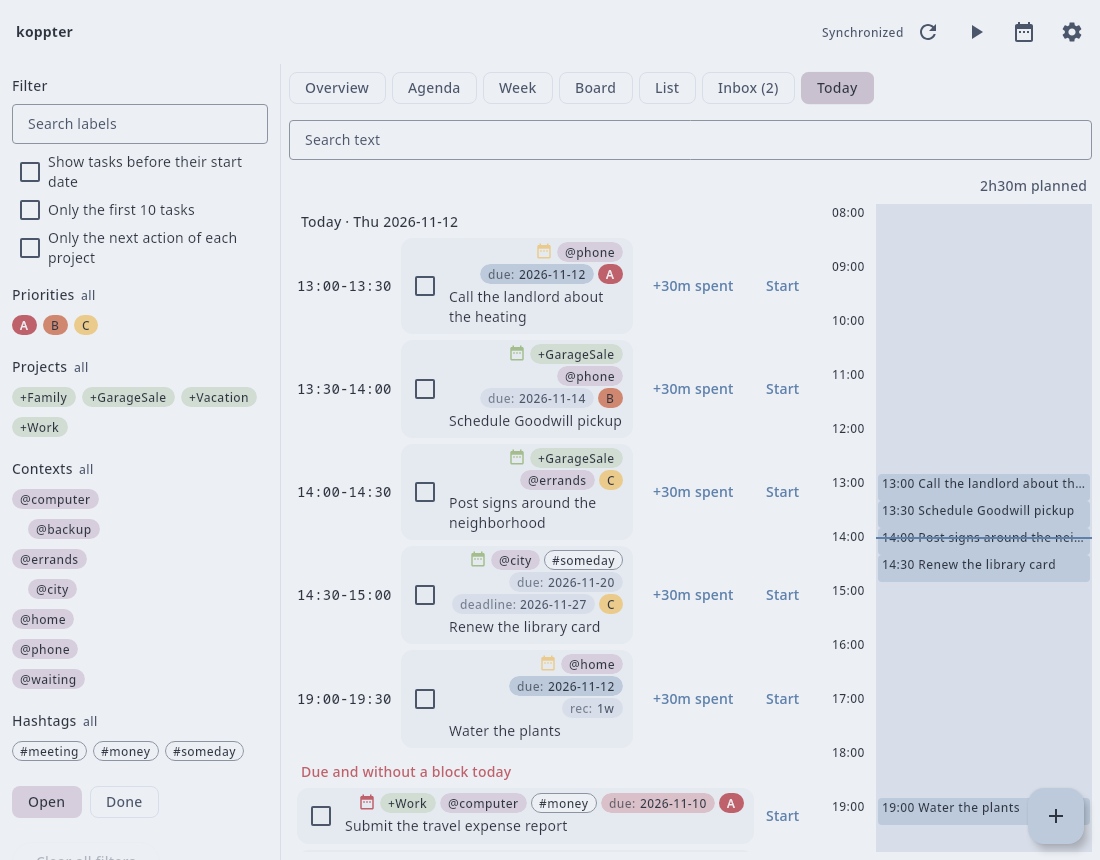 koppter
Synchronized
Filter
Search labels
Show tasks before their start
date
Only the first 10 tasks
Only the next action of each
project
Priorities all
A B C
Projects all
+Family +GarageSale +Vacation
+Work
Contexts all
@computer
@backup
@errands
@city
@home
@phone
@waiting
Hashtags all
#meeting #money #someday
Open Done
Clear all filters
Overview Agenda Week Board List Inbox (2) Today
Search text
2h30m planned
Today · Thu 2026-11-12
13:00-13:30
@phone
due: 2026-11-12 A
Call the landlord about
the heating
+30m spent Start
13:30-14:00
+GarageSale
@phone
due: 2026-11-14 B
Schedule Goodwill pickup
+30m spent Start
14:00-14:30
+GarageSale
@errands C
Post signs around the
neighborhood
+30m spent Start
14:30-15:00
@city #someday
due: 2026-11-20
deadline: 2026-11-27 C
Renew the library card
+30m spent Start
19:00-19:30
@home
due: 2026-11-12
rec: 1w
Water the plants
+30m spent Start
Due and without a block today
+Work @computer #money due: 2026-11-10 A
Submit the travel expense report
Start
08:00
09:00
10:00
11:00
12:00
13:00
14:00
15:00
16:00
17:00
18:00
19:00
13:00 Call the landlord about th...
13:30 Schedule Goodwill pickup
14:00 Post signs around the nei...
14:30 Renew the library card
19:00 Water the plants